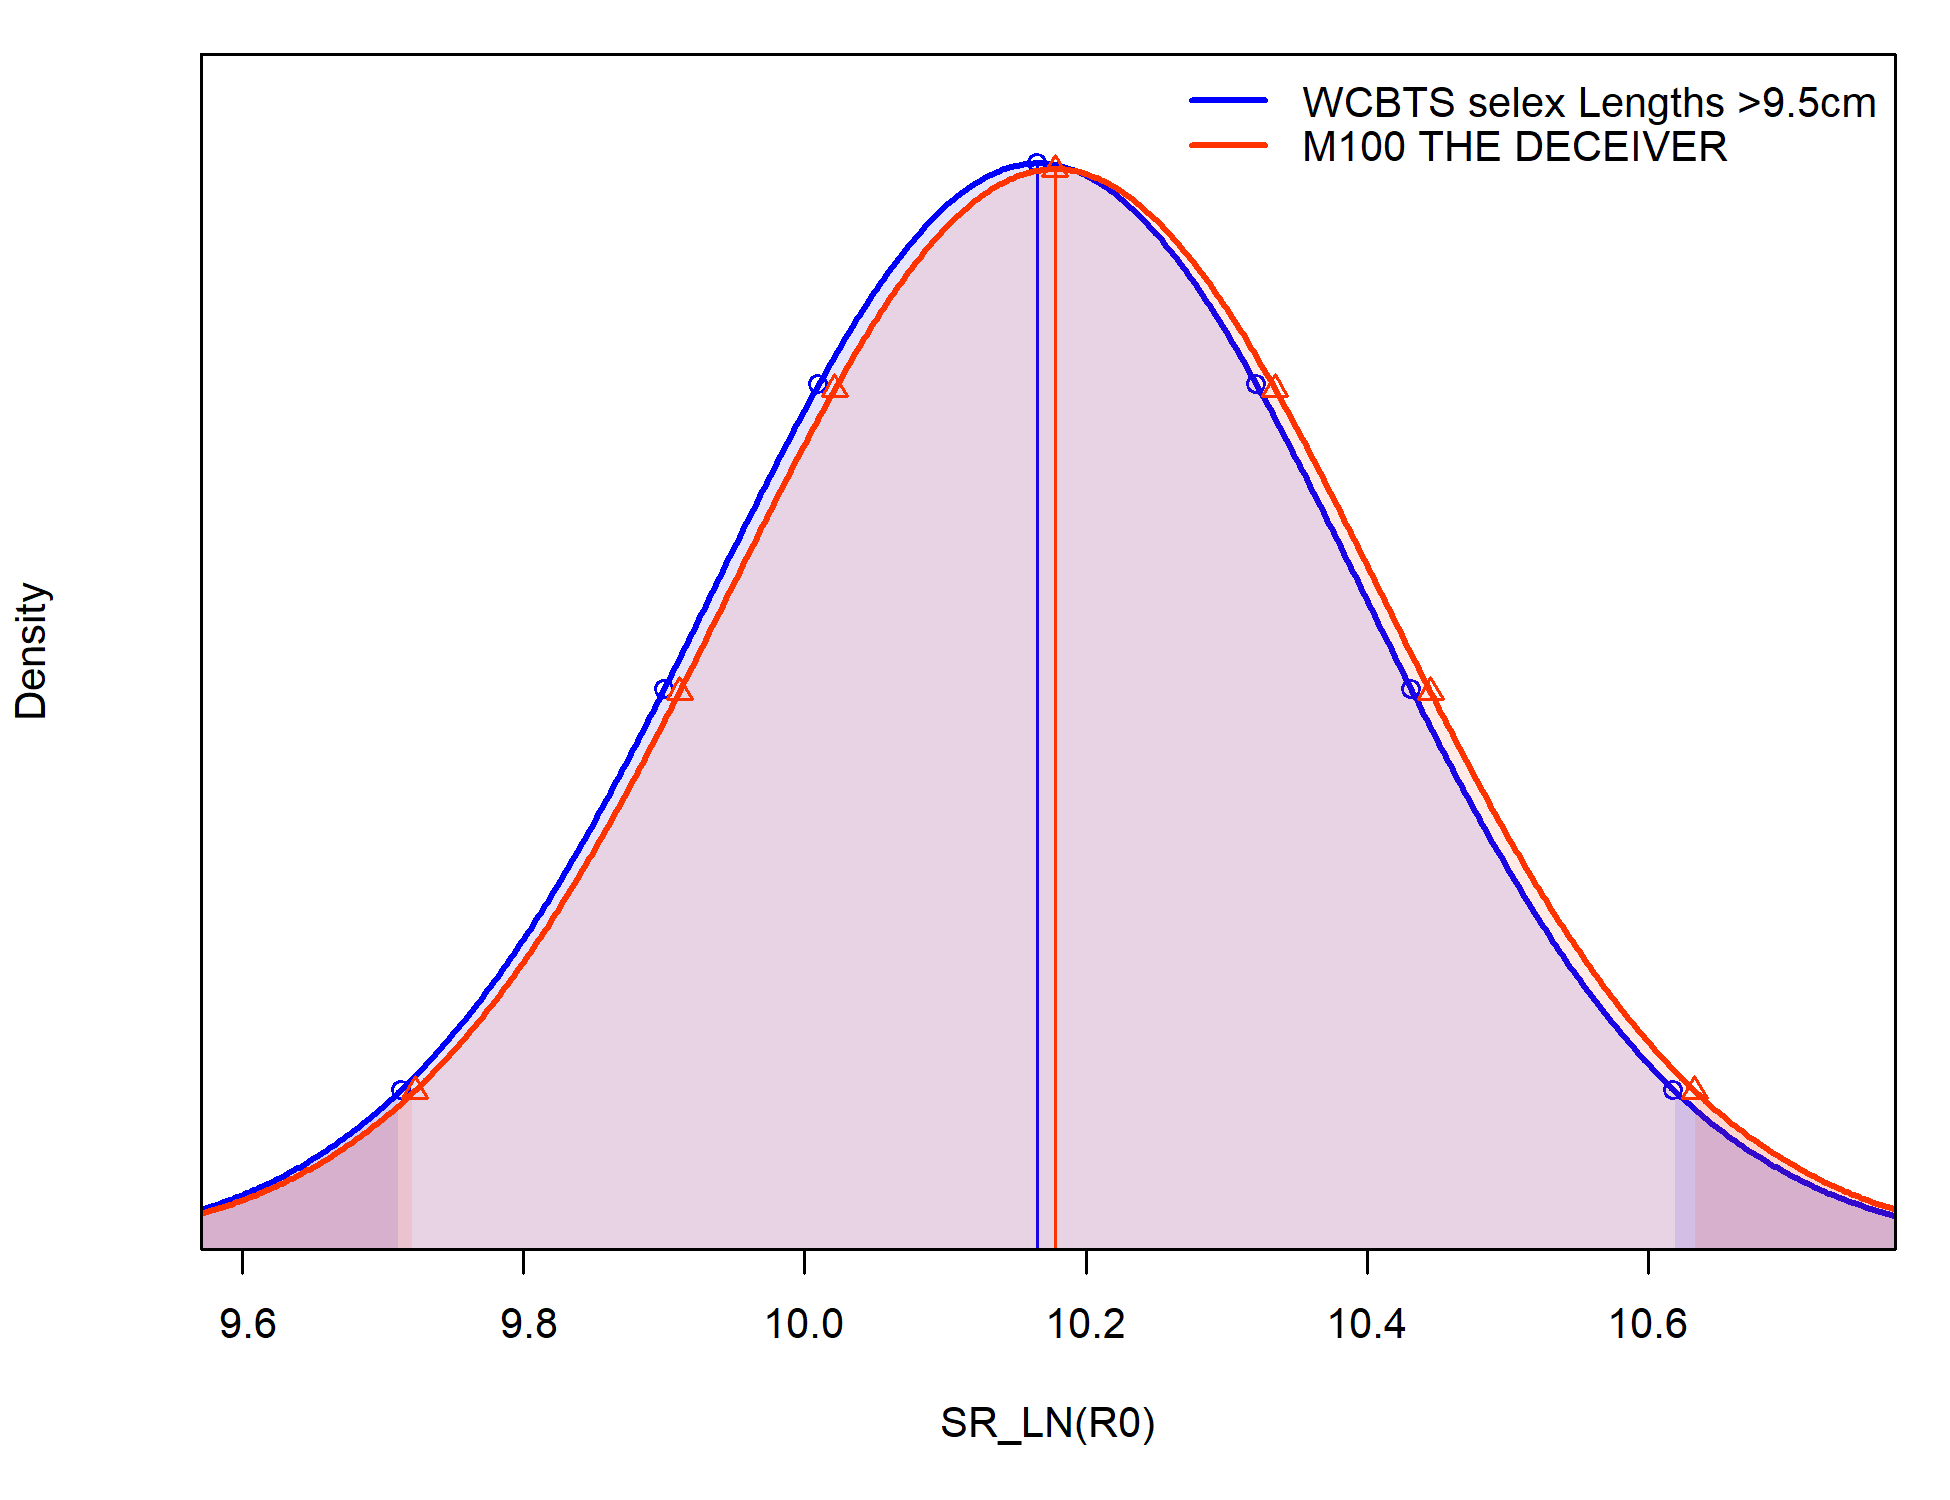 WCBTS selex Lengths >9.5cm
M100 THE DECEIVER
Density
9.6 9.8 10.0 10.2 10.4 10.6
SR_LN(R0)